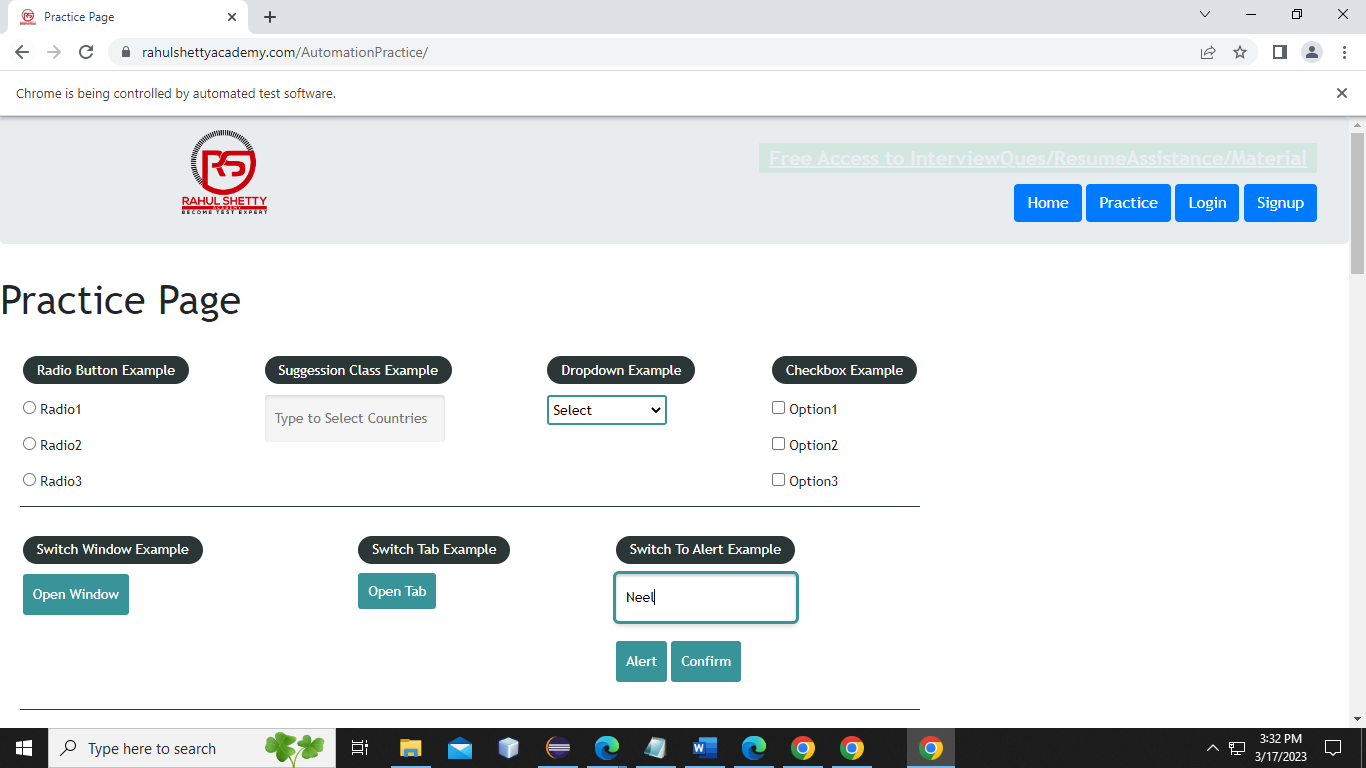 Practice Page
rahulshettyacademy.com/AutomationPractice/
Chrome is being controlled by automated test software.
RS
RAHUL SHETTY
ACADEMY
BECOME TEST EXPERT
Free Access to InterviewQues/ResumeAssistance/Material
Home Practice Login Signup
Practice Page
Radio Button Example Suggession Class Example Dropdown Example Checkbox Example
Radio1 Type to Select Countries Select Option1
Radio2 Option2
Radio3 Option3
Switch Window Example Switch Tab Example Switch To Alert Example
Open Window Open Tab Neel
Alert Confirm
Type here to search
3:32 PM
3/17/2023